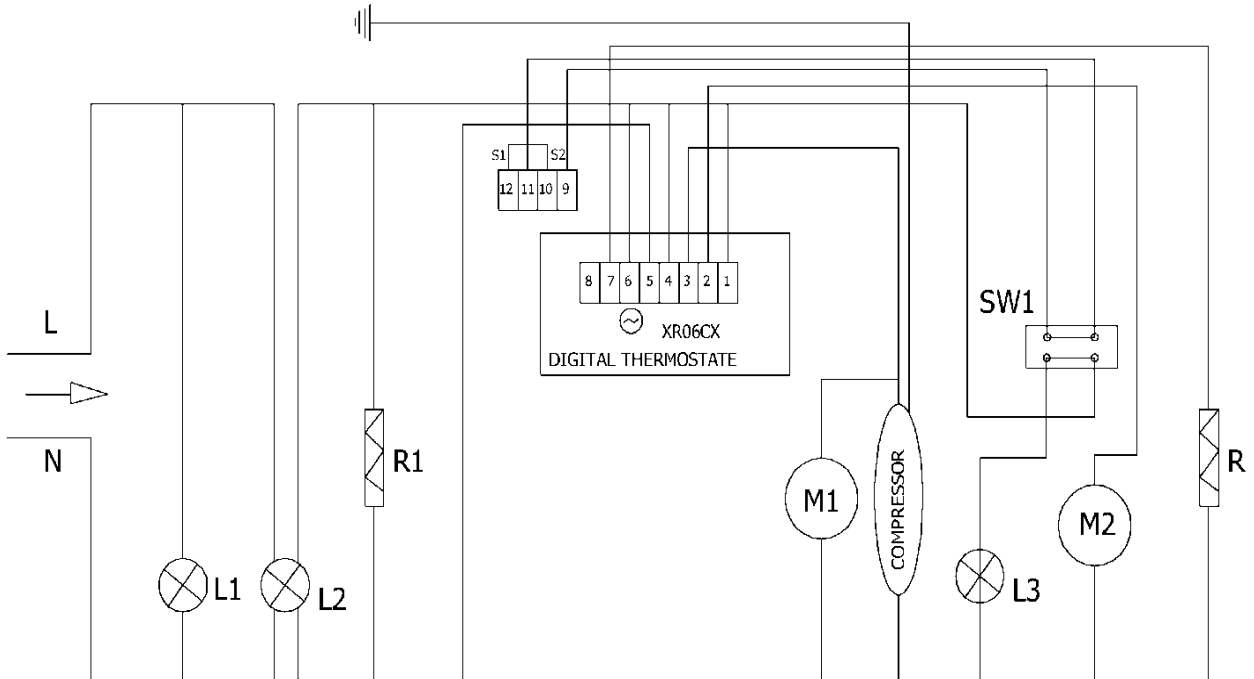 S1 S2
12 11 10 9
8 7 6 5 4 3 2 1
XR06CX
DIGITAL THERMOSTATE
SW1
L
N
R1
M1
COMPRESSOR
M2
R
L1
L2
L3